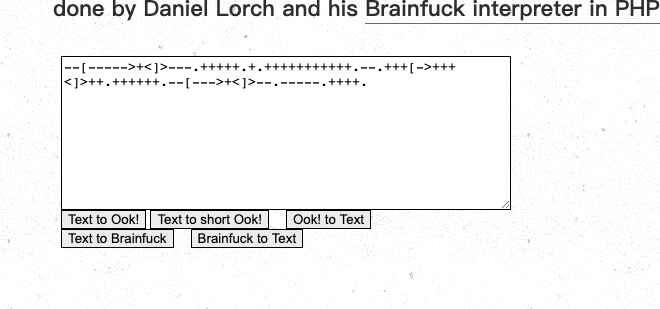 done by Daniel Lorch and his Brainfuck interpreter in PHP
--[----->+<]>---.+++++.+.+++++++++++.--.+++[->+++
<]>++.++++++.--[--->+<]>--.-----.++++.
Text to Ook! Text to short Ook! Ook! to Text
Text to Brainfuck Brainfuck to Text